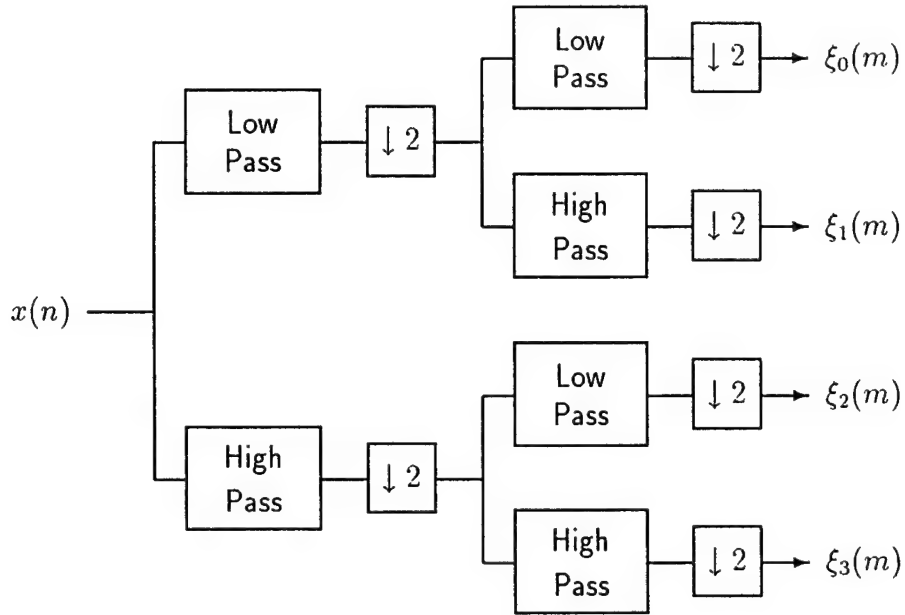 Low
Pass
↓ 2
ξ₀(m)
Low
Pass
↓ 2
High
Pass
↓ 2
ξ₁(m)
x(n)
Low
Pass
↓ 2
ξ₂(m)
High
Pass
↓ 2
High
Pass
↓ 2
ξ₃(m)